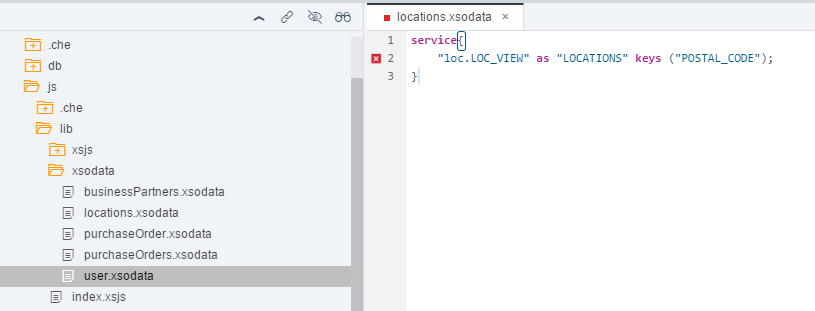 locations.xsodata ×
.che
db
js
.che
lib
xsjs
xsodata
businessPartners.xsodata
locations.xsodata
purchaseOrder.xsodata
purchaseOrders.xsodata
user.xsodata
index.xsjs
1 service{
2 "loc.LOC_VIEW" as "LOCATIONS" keys ("POSTAL_CODE");
3 }